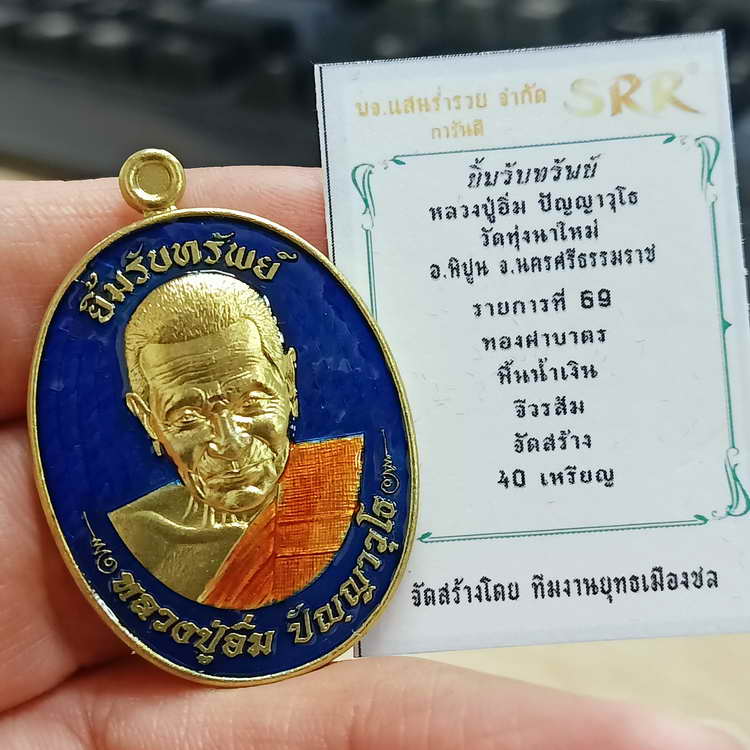 ยิ้มรับทรัพย์
หลวงปู่อิ่ม ปัญญาวุโธ
บจ.แสนร่ำรวย จำกัด SRR®
การันตี
ยิ้มรับทรัพย์
หลวงปู่อิ่ม ปัญญาวุโธ
วัดทุ่งนาใหม่
อ.พิปูน จ.นครศรีธรรมราช
รายการที่ 69
ทองฝาบาตร
พื้นน้ำเงิน
จีวรส้ม
จัดสร้าง
40 เหรียญ
จัดสร้างโดย ทีมงานยุทธเมืองชล